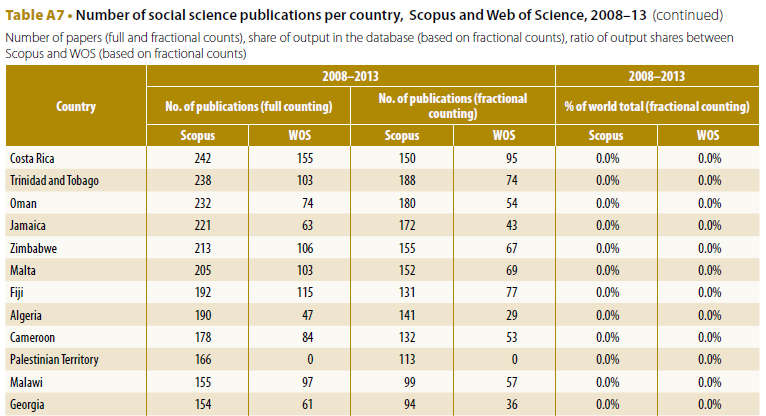 Table A7 • Number of social science publications per country, Scopus and Web of Science, 2008–13 (continued)
Number of papers (full and fractional counts), share of output in the database (based on fractional counts), ratio of output shares between
Scopus and WOS (based on fractional counts)
Country 2008–2013 2008–2013
No. of publications (full counting) No. of publications (fractional counting) % of world total (fractional counting)
Scopus WOS Scopus WOS Scopus WOS
Costa Rica 242 155 150 95 0.0% 0.0%
Trinidad and Tobago 238 103 188 74 0.0% 0.0%
Oman 232 74 180 54 0.0% 0.0%
Jamaica 221 63 172 43 0.0% 0.0%
Zimbabwe 213 106 155 67 0.0% 0.0%
Malta 205 103 152 69 0.0% 0.0%
Fiji 192 115 131 77 0.0% 0.0%
Algeria 190 47 141 29 0.0% 0.0%
Cameroon 178 84 132 53 0.0% 0.0%
Palestinian Territory 166 0 113 0 0.0% 0.0%
Malawi 155 97 99 57 0.0% 0.0%
Georgia 154 61 94 36 0.0% 0.0%